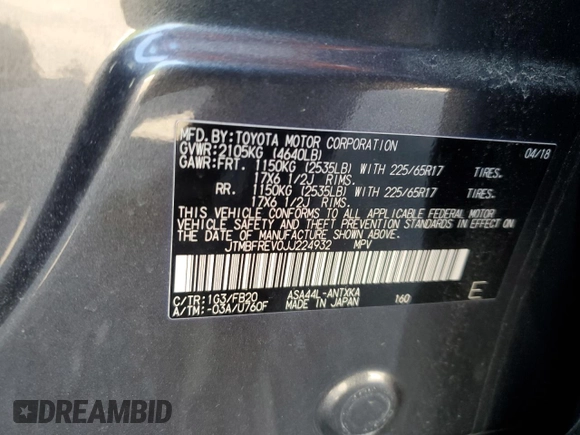 MFD. BY: TOYOTA MOTOR CORPORATION 04/18
GVWR: 2105KG (4640LB)
GAWR: FRT. 1150KG (2535LB) WITH 225/65R17 TIRES.
17X6 1/2J RIMS.
RR. 1150KG (2535LB) WITH 225/65R17 TIRES.
17X6 1/2J RIMS.
THIS VEHICLE CONFORMS TO ALL APPLICABLE FEDERAL MOTOR
VEHICLE SAFETY AND THEFT PREVENTION STANDARDS IN EFFECT ON
THE DATE OF MANUFACTURE SHOWN ABOVE.
JTMBFREV0JJ224932 MPV
C/TR: 1G3/FB20 ASA44L-ANTXKA 160 E
A/TM: -03A/U760F MADE IN JAPAN
DREAMBID